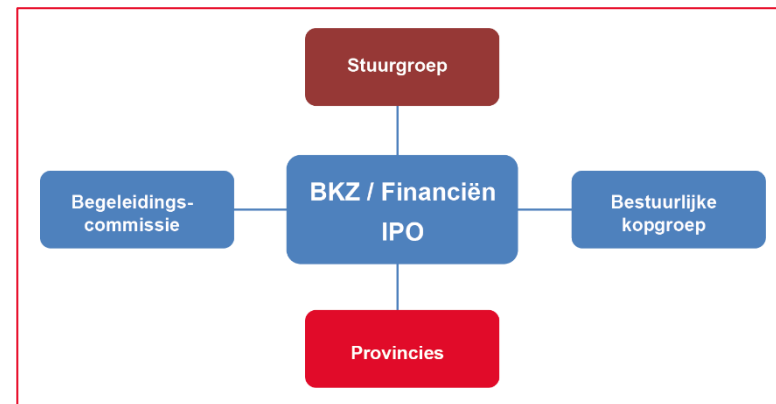 Stuurgroep
Begeleidings-
commissie
BKZ / Financiën
IPO
Bestuurlijke
kopgroep
Provincies